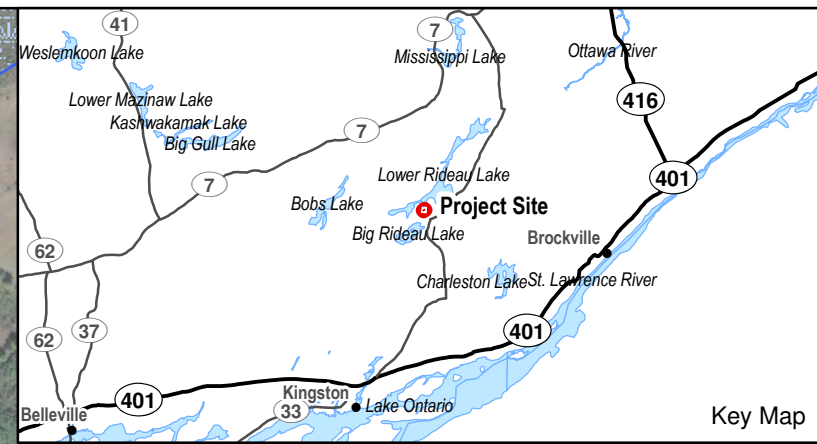 41
7
Ottawa River
Weslemkoon Lake
Mississippi Lake
416
Lower Mazinaw Lake
Kashwakamak Lake
7
Big Gull Lake
Lower Rideau Lake
401
7
Bobs Lake
Project Site
Big Rideau Lake
Brockville
62
Charleston Lake
St. Lawrence River
37
401
62
Kingston
401
33
Lake Ontario
Belleville
Key Map